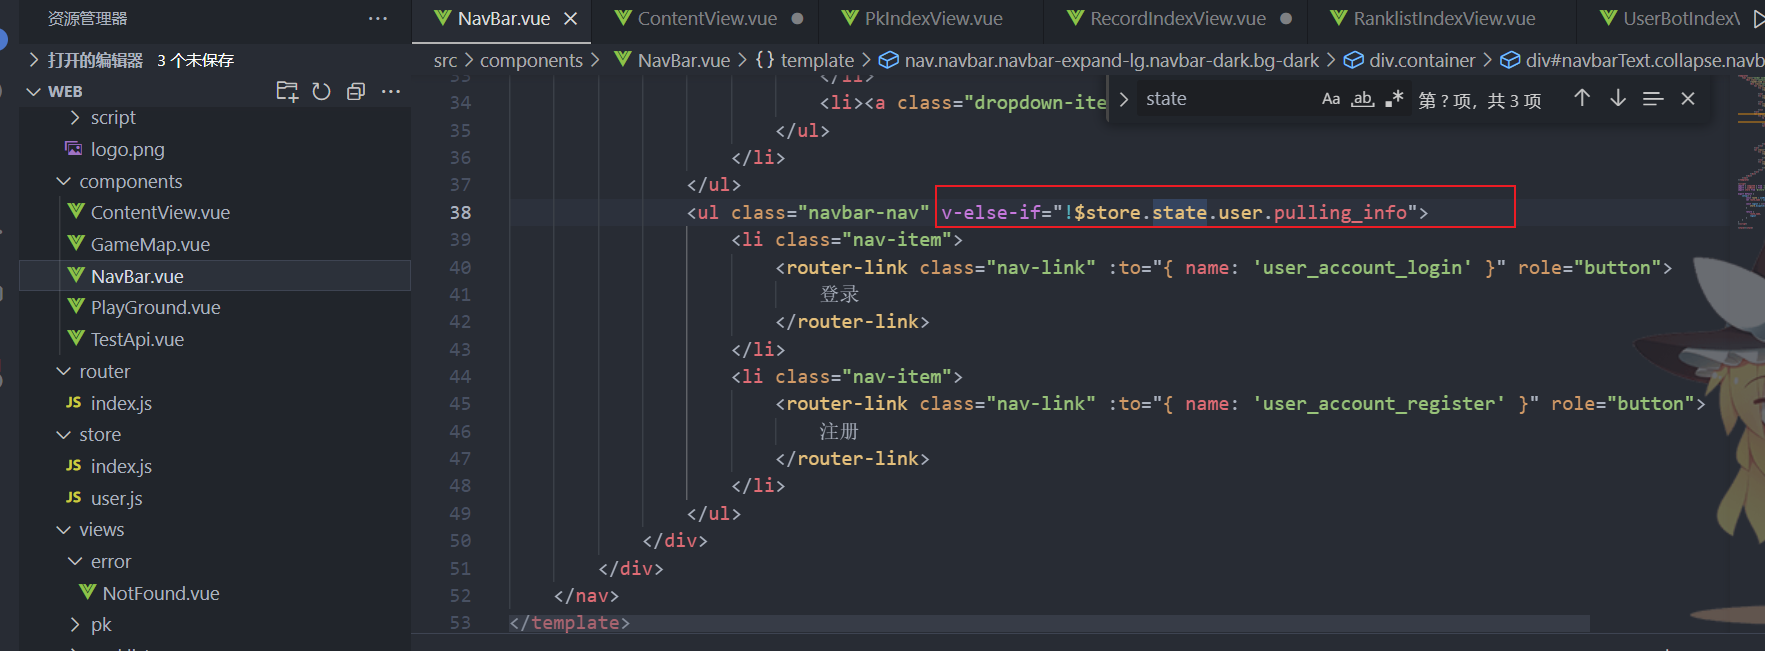 资源管理器 ···
打开的编辑器 3 个未保存
WEB ···
script
logo.png
components
ContentView.vue
GameMap.vue
NavBar.vue
PlayGround.vue
TestApi.vue
router
JS index.js
store
JS index.js
JS user.js
views
error
NotFound.vue
pk
NavBar.vue ContentView.vue PkIndexView.vue RecordIndexView.vue RanklistIndexView.vue UserBotIndexV
src > components > NavBar.vue > {} template > nav.navbar.navbar-expand-lg.navbar-dark.bg-dark > div.container > div#navbarText.collapse.navb
state Aa ab .* 第 ? 项, 共 3 项
33 </li>
34 <li><a class="dropdown-ite
35 </ul>
36 </li>
37 </ul>
38 <ul class="navbar-nav" v-else-if="!$store.state.user.pulling_info">
39 <li class="nav-item">
40 <router-link class="nav-link" :to="{ name: 'user_account_login' }" role="button">
41 登录
42 </router-link>
43 </li>
44 <li class="nav-item">
45 <router-link class="nav-link" :to="{ name: 'user_account_register' }" role="button">
46 注册
47 </router-link>
48 </li>
49 </ul>
50 </div>
51 </div>
52 </nav>
53 </template>